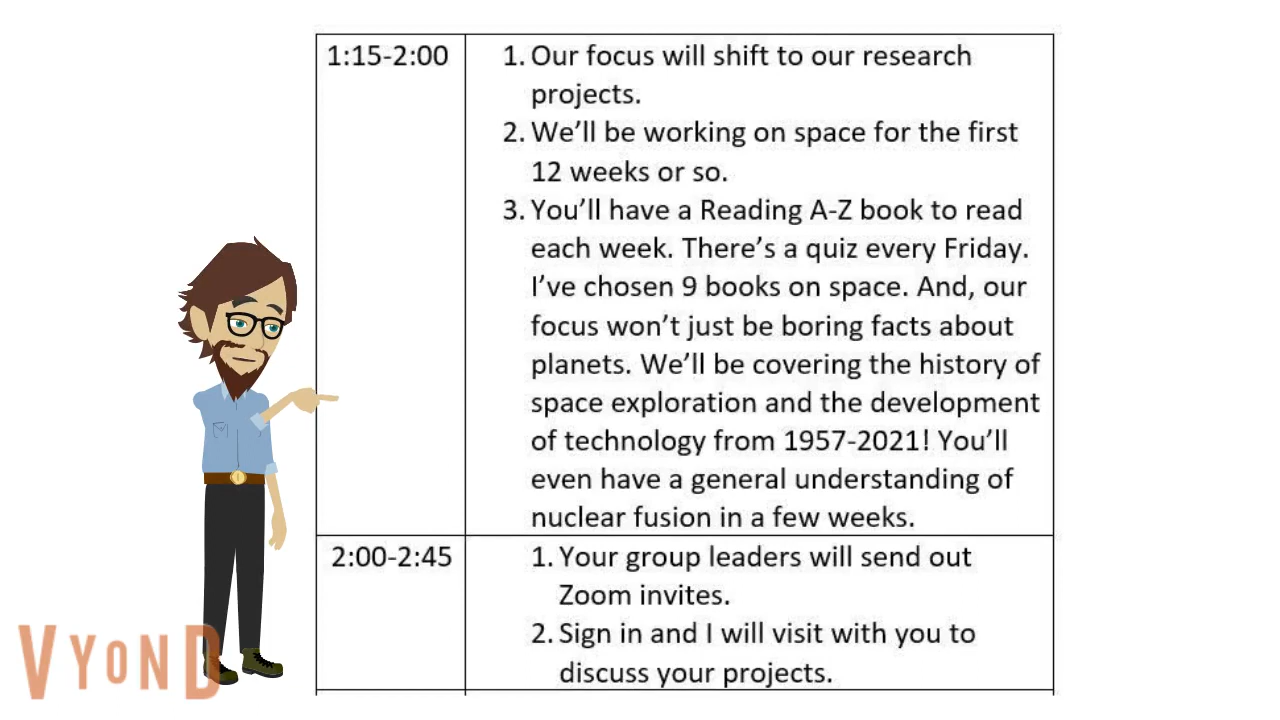 1:15-2:00
1. Our focus will shift to our research
projects.
2. We'll be working on space for the first
12 weeks or so.
3. You'll have a Reading A-Z book to read
each week. There's a quiz every Friday.
I've chosen 9 books on space. And, our
focus won't just be boring facts about
planets. We'll be covering the history of
space exploration and the development
of technology from 1957-2021! You'll
even have a general understanding of
nuclear fusion in a few weeks.
2:00-2:45
1. Your group leaders will send out
Zoom invites.
2. Sign in and I will visit with you to
discuss your projects.
VYOND